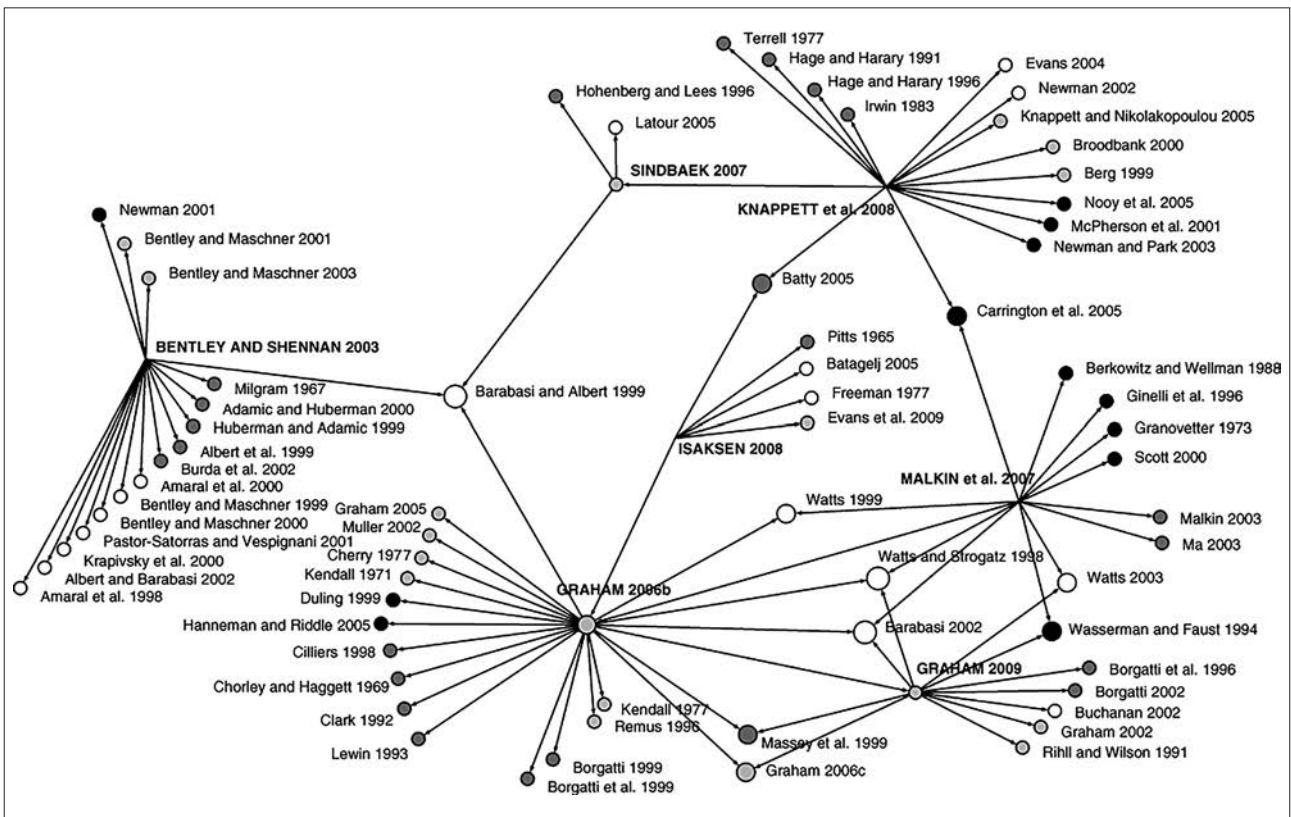 Terrell 1977
Hage and Harary 1991
Hage and Harary 1996
Irwin 1983
Evans 2004
Newman 2002
Knappett and Nikolakopoulou 2005
Broodbank 2000
Berg 1999
Nooy et al. 2005
McPherson et al. 2001
Newman and Park 2003
KNAPPETT et al. 2008
Hohenberg and Lees 1996
Latour 2005
SINDBAEK 2007
Newman 2001
Bentley and Maschner 2001
Bentley and Maschner 2003
BENTLEY AND SHENNAN 2003
Milgram 1967
Adamic and Huberman 2000
Huberman and Adamic 1999
Albert et al. 1999
Burda et al. 2002
Amaral et al. 2000
Bentley and Maschner 1999
Bentley and Maschner 2000
Pastor-Satorras and Vespignani 2001
Krapivsky et al. 2000
Albert and Barabasi 2002
Amaral et al. 1998
Barabasi and Albert 1999
Batty 2005
Carrington et al. 2005
Pitts 1965
Batagelj 2005
Freeman 1977
Evans et al. 2009
ISAKSEN 2008
Berkowitz and Wellman 1988
Ginelli et al. 1996
Granovetter 1973
Scott 2000
MALKIN et al. 2007
Malkin 2003
Ma 2003
Watts 1999
Watts and Strogatz 1998
Watts 2003
Barabasi 2002
Wasserman and Faust 1994
Graham 2005
Muller 2002
Cherry 1977
Kendall 1971
Duling 1999
Hanneman and Riddle 2005
Cilliers 1998
Chorley and Haggett 1969
Clark 1992
Lewin 1993
GRAHAM 2006b
Kendall 1977
Remus 1996
Borgatti 1999
Borgatti et al. 1999
Massey et al. 1999
Graham 2006c
GRAHAM 2009
Borgatti et al. 1996
Borgatti 2002
Buchanan 2002
Graham 2002
Rihll and Wilson 1991